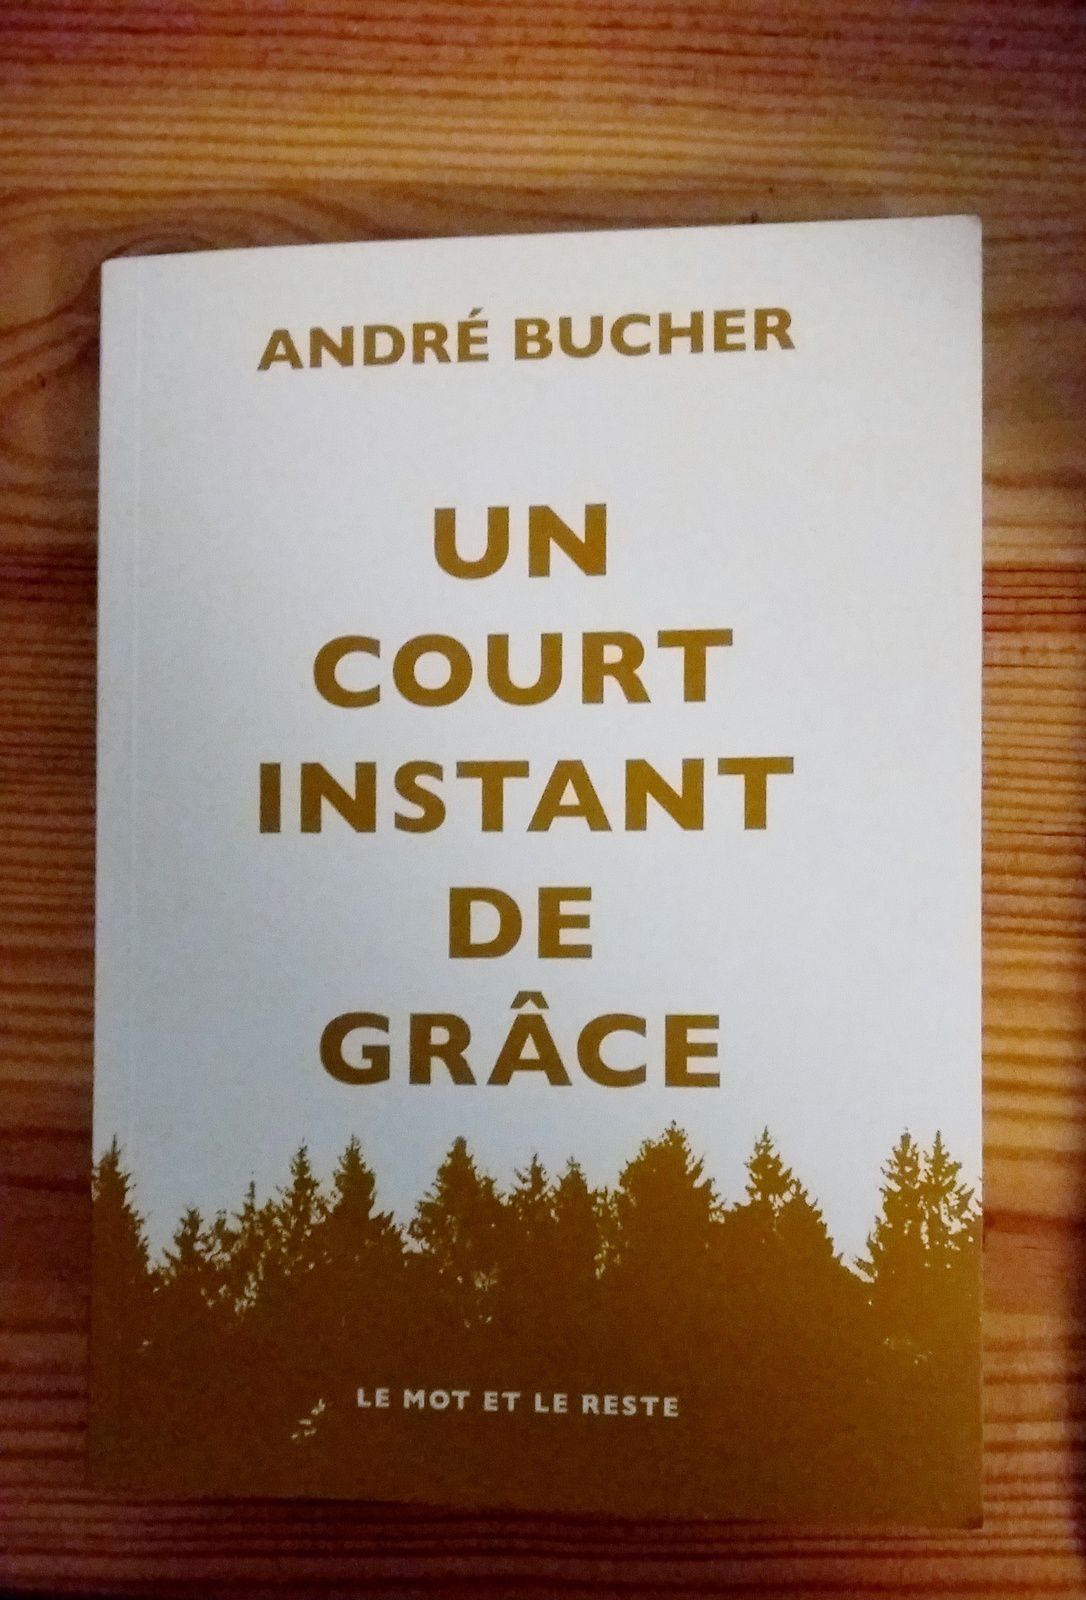 ANDRÉ BUCHER
UN
COURT
INSTANT
DE
GRÂCE
LE MOT ET LE RESTE